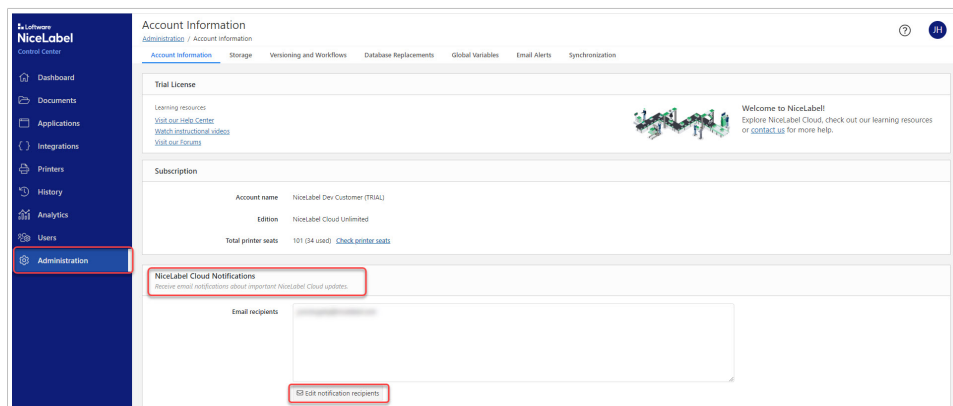 Loftware
NiceLabel
Control Center
Dashboard
Documents
Applications
Integrations
Printers
History
Analytics
Users
Administration
Account Information
Administration / Account Information
JH
Account Information Storage Versioning and Workflows Database Replacements Global Variables Email Alerts Synchronization
Trial License
Learning resources
Visit our Help Center
Watch instructional videos
Visit our Forums
Welcome to NiceLabel!
Explore NiceLabel Cloud, check out our learning resources
or contact us for more help.
Subscription
Account name NiceLabel Dev Customer (TRIAL)
Edition NiceLabel Cloud Unlimited
Total printer seats 101 (34 used) Check printer seats
NiceLabel Cloud Notifications
Receive email notifications about important NiceLabel Cloud updates.
Email recipients
Edit notification recipients